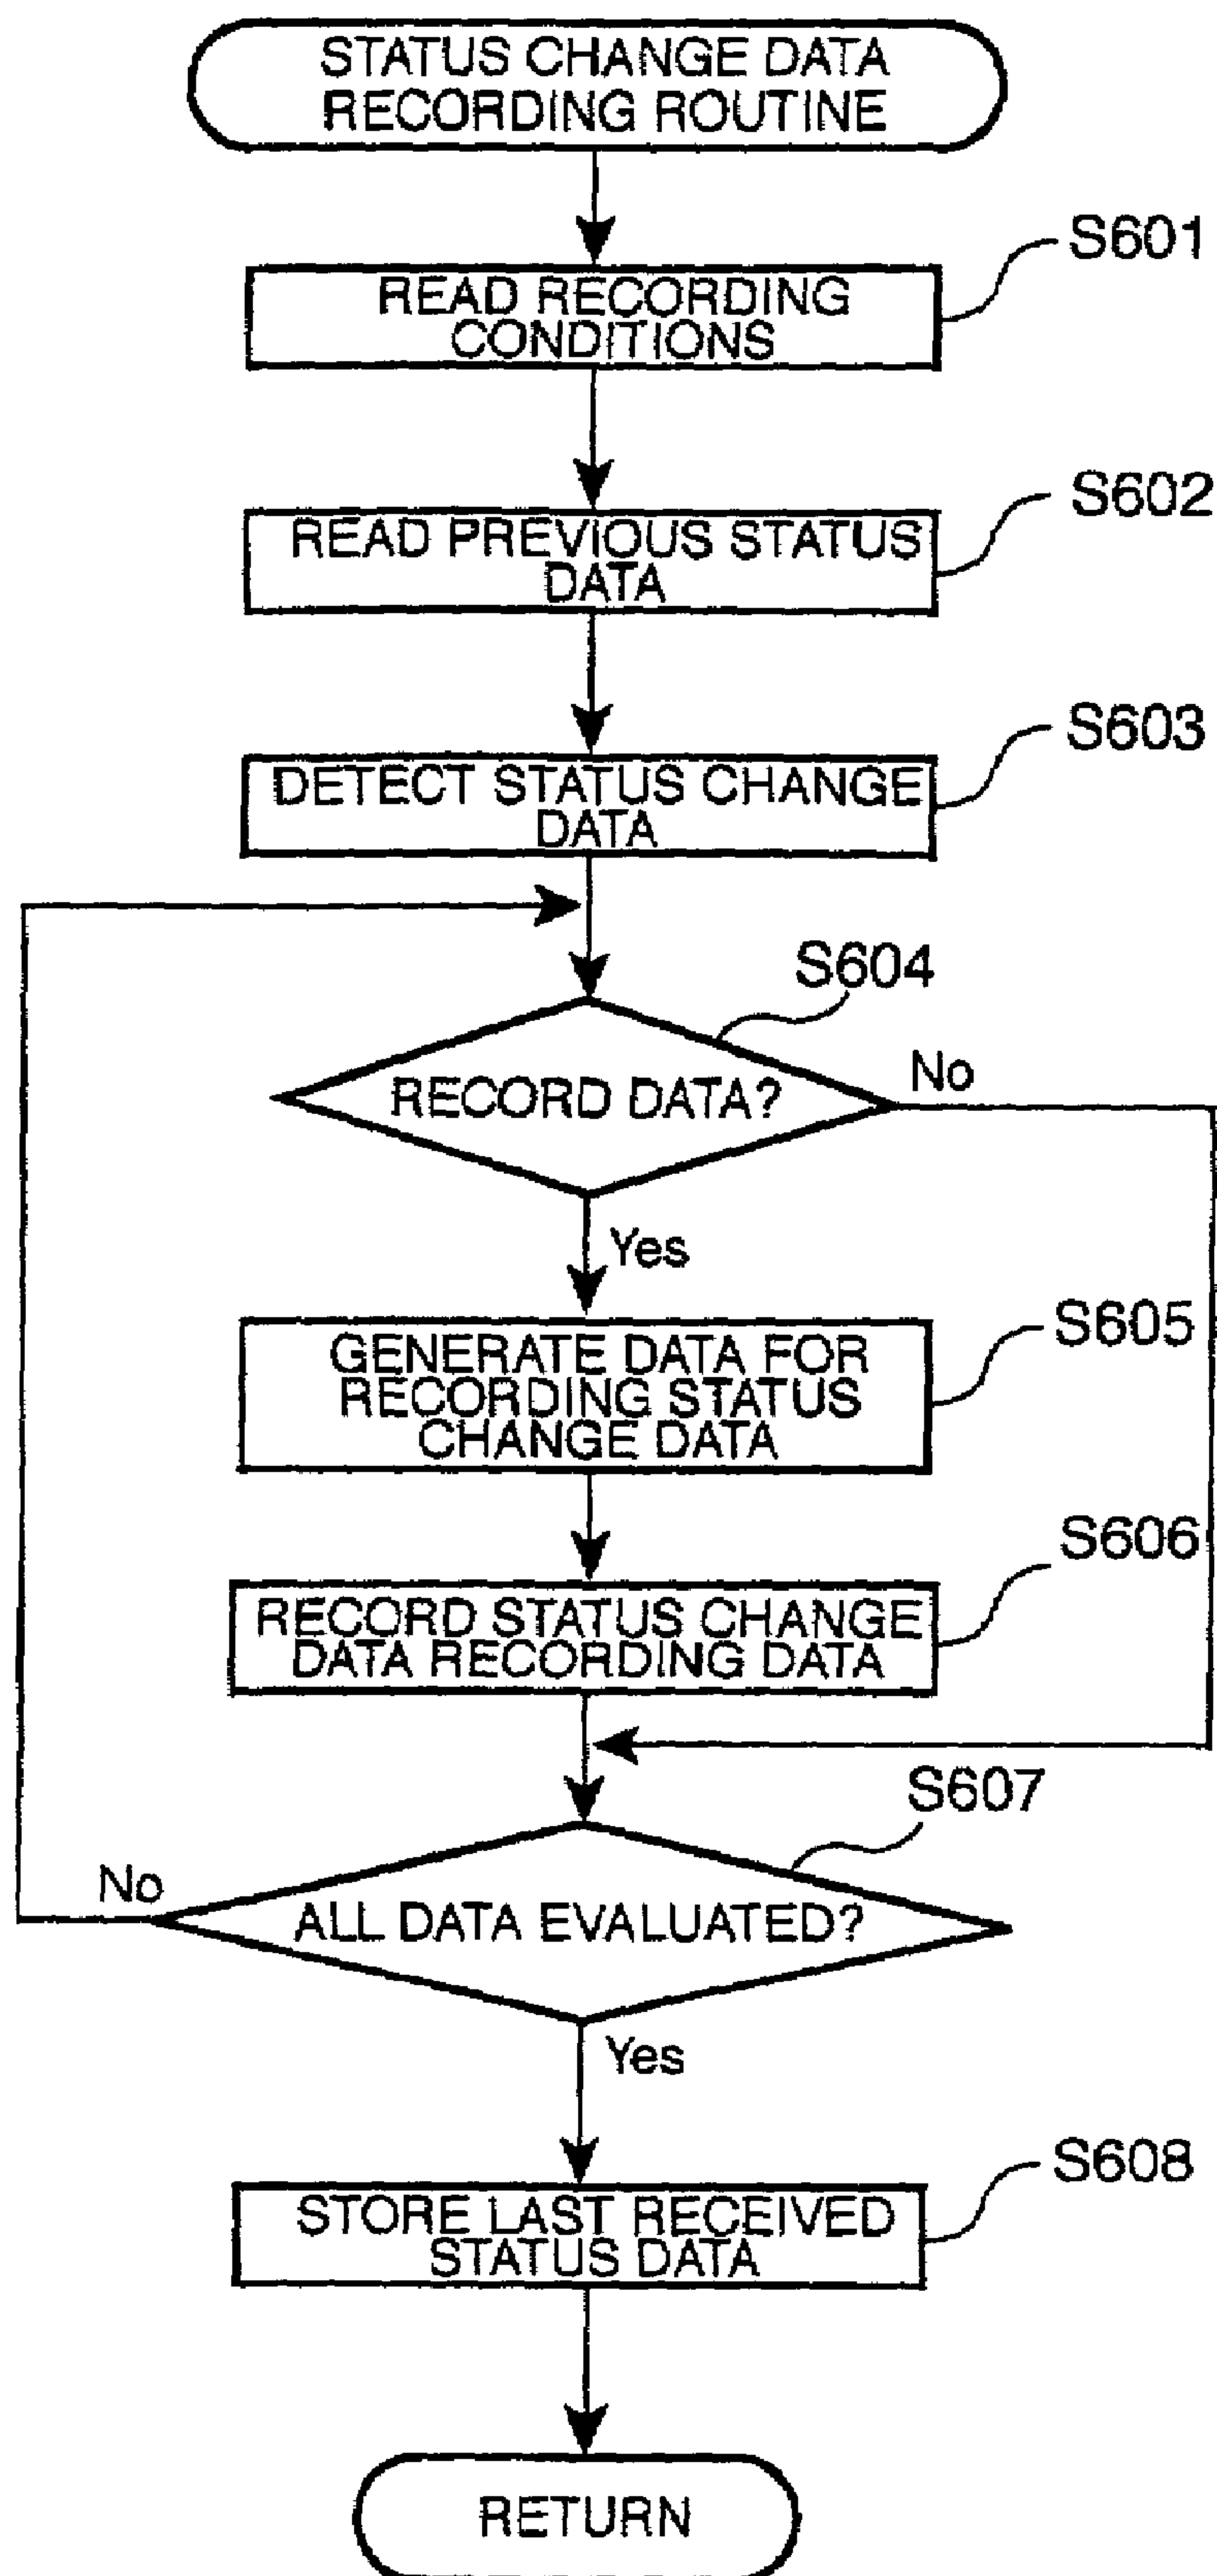 STATUS CHANGE DATA
RECORDING ROUTINE
S601
READ RECORDING
CONDITIONS
S602
READ PREVIOUS STATUS
DATA
S603
DETECT STATUS CHANGE
DATA
S604
RECORD DATA?
No
Yes
S605
GENERATE DATA FOR
RECORDING STATUS
CHANGE DATA
S606
RECORD STATUS CHANGE
DATA RECORDING DATA
S607
No
ALL DATA EVALUATED?
Yes
S608
STORE LAST RECEIVED
STATUS DATA
RETURN